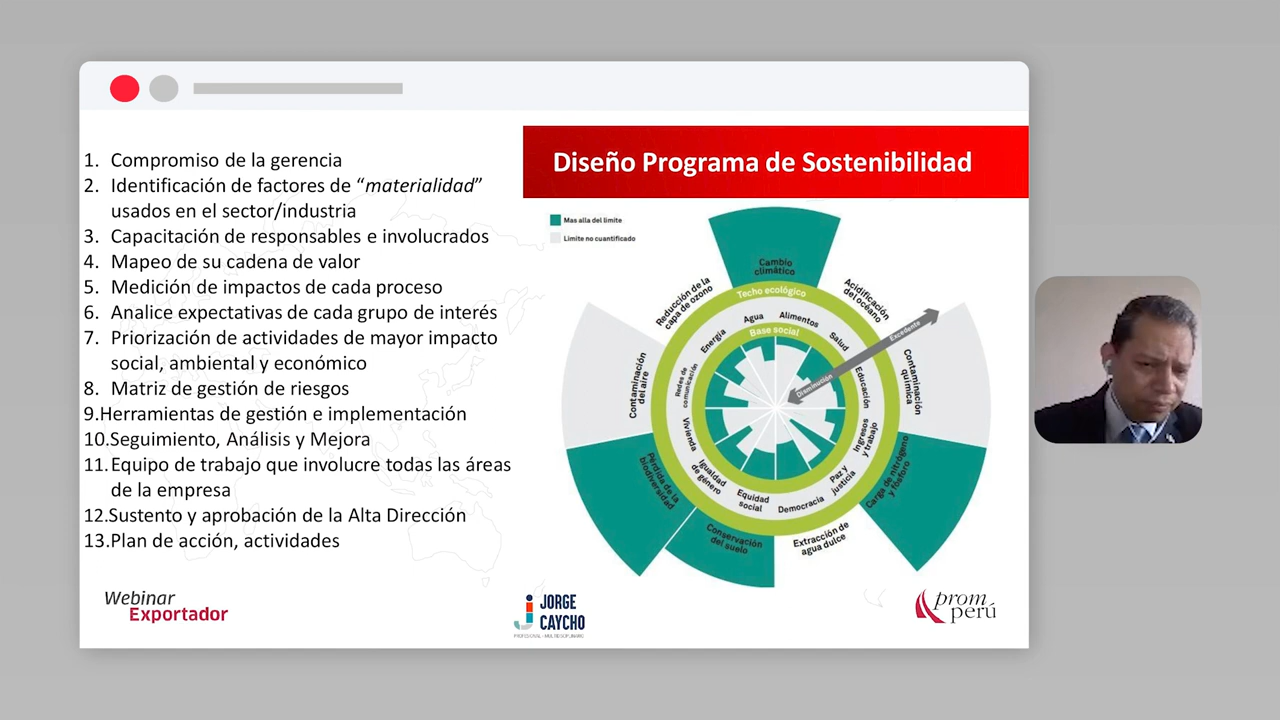 1. Compromiso de la gerencia
2. Identificación de factores de “materialidad”
usados en el sector/industria
3. Capacitación de responsables e involucrados
4. Mapeo de su cadena de valor
5. Medición de impactos de cada proceso
6. Analice expectativas de cada grupo de interés
7. Priorización de actividades de mayor impacto
social, ambiental y económico
8. Matriz de gestión de riesgos
9.Herramientas de gestión e implementación
10.Seguimiento, Análisis y Mejora
11.Equipo de trabajo que involucre todas las áreas
de la empresa
12.Sustento y aprobación de la Alta Dirección
13.Plan de acción, actividades
Diseño Programa de Sostenibilidad
Mas alla del limite
Limite no cuantificado
Cambio
climático
Reducción de la
capa de ozono
Acidificación
del océano
Techo ecológico
Agua
Alimentos
Energía
Base social
Salud
Excedente
Disminución
Contaminación
del aire
Redes de
comunicación
Educación
Contaminación
química
Vivienda
Ingresos
y trabajo
Igualdad
de género
Paz y
justicia
Equidad
social
Democracia
Pérdida de la
biodiversidad
Carga de nitrógeno
y fósforo
Conservación
del suelo
Extracción de
agua dulce
Webinar
Exportador
JORGE
CAYCHO
PROFESIONAL - MULTIDISCIPLINARIO
prom
perú